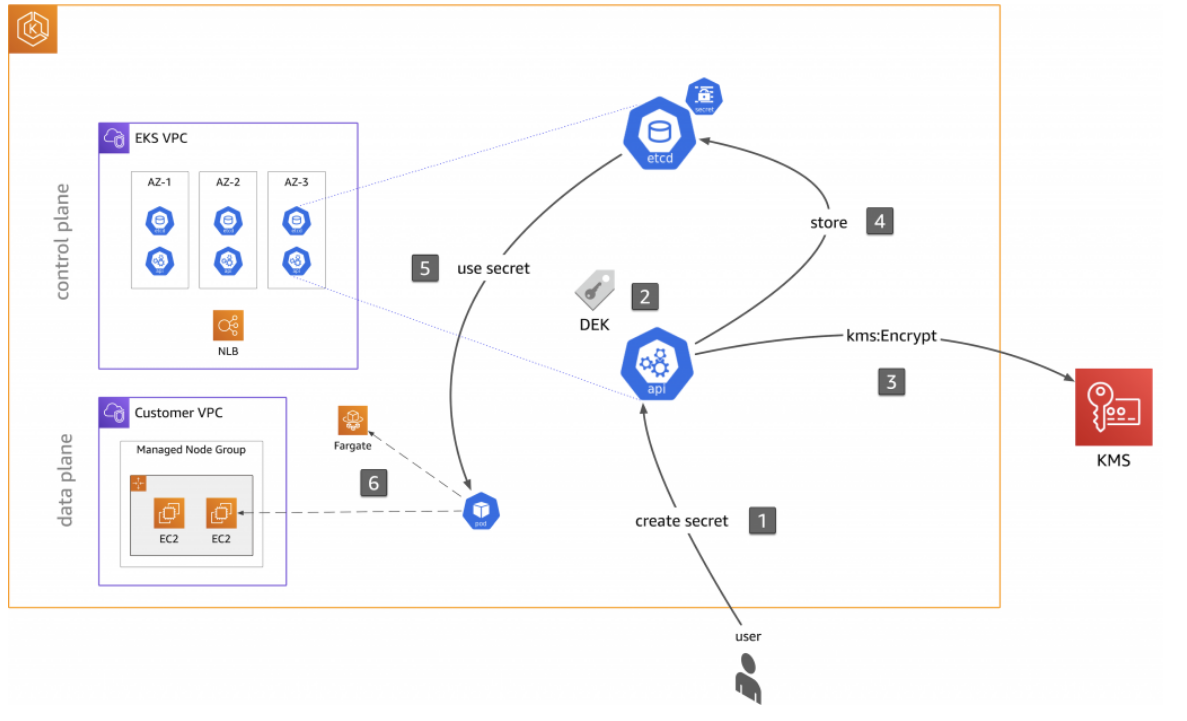 secret
etcd
EKS VPC
AZ-1
AZ-2
AZ-3
etcd
etcd
etcd
api
api
api
NLB
control plane
store
4
5
use secret
2
DEK
kms:Encrypt
3
api
KMS
Customer VPC
Managed Node Group
EC2
EC2
data plane
Fargate
6
pod
create secret
1
user